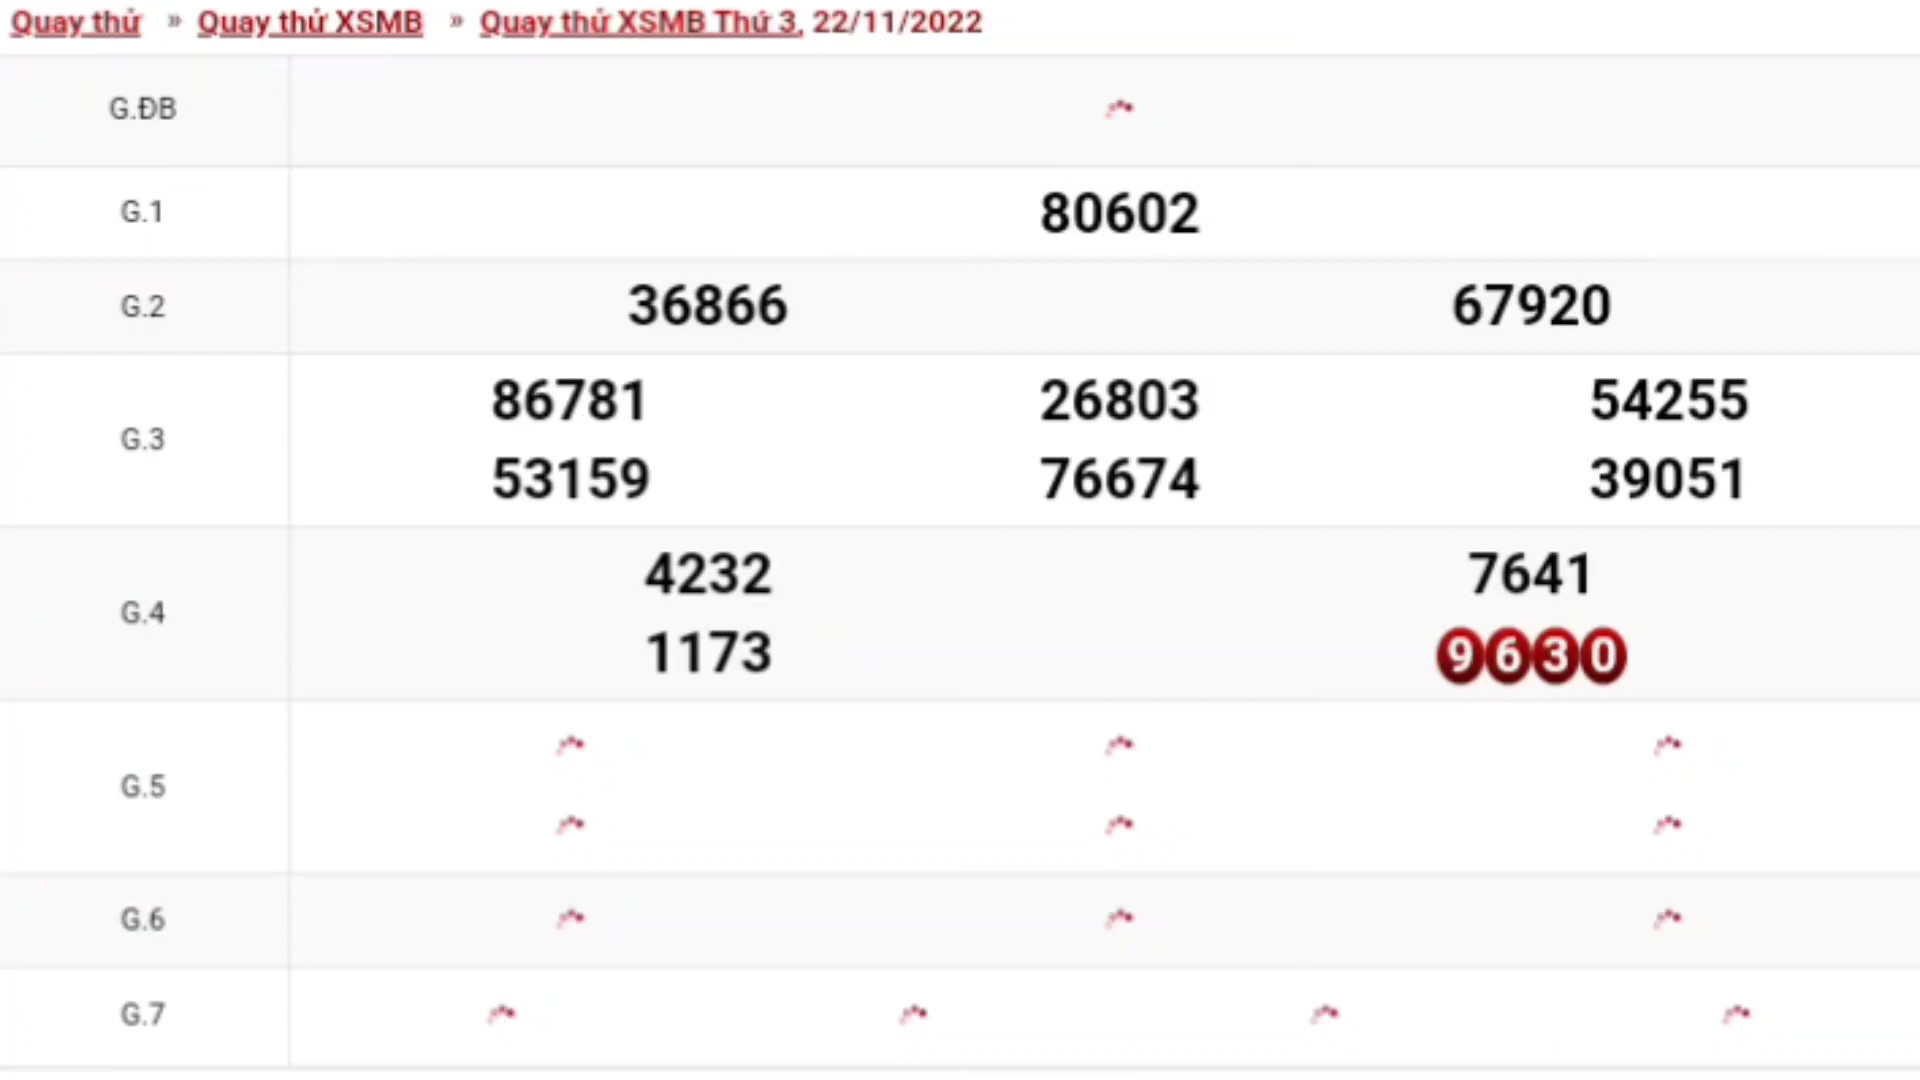 Quay thử » Quay thử XSMB » Quay thử XSMB Thứ 3, 22/11/2022
G.ĐB
G.1 80602
G.2 36866 67920
G.3 86781 26803 54255
53159 76674 39051
G.4 4232 7641
1173 9630
G.5
G.6
G.7